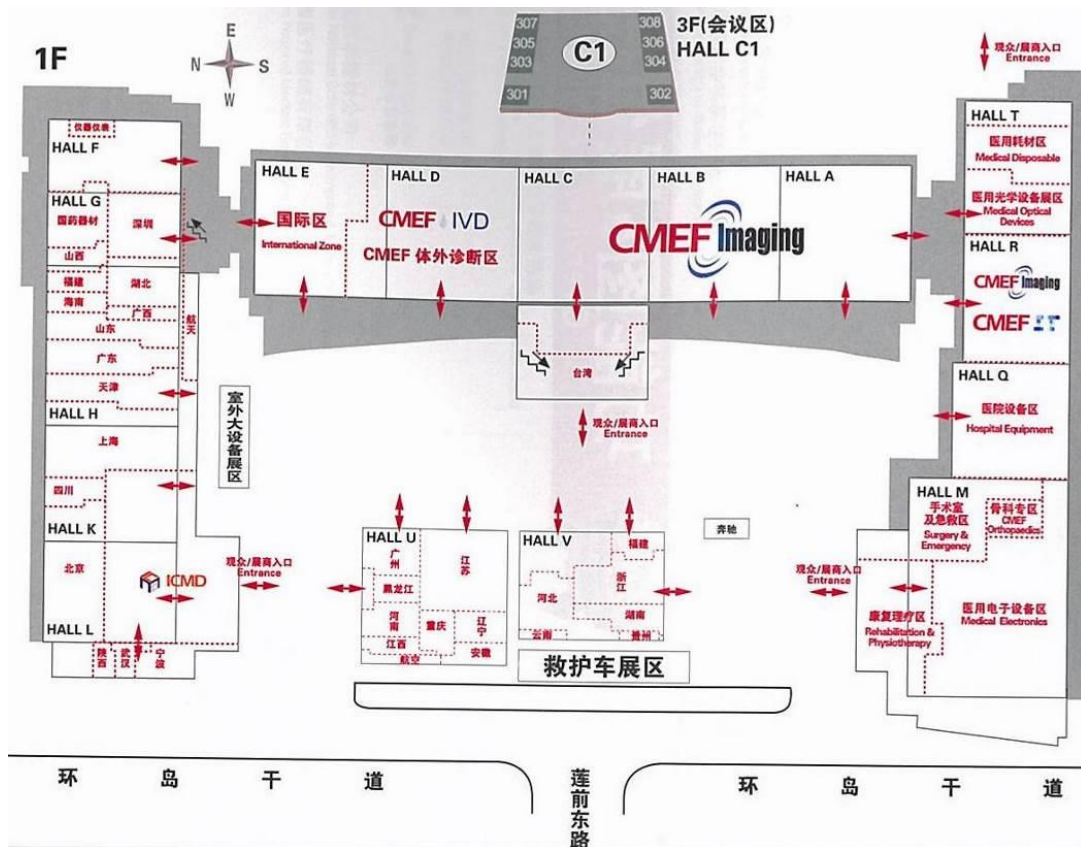 1F
E
N
S
W
307
308
305
306
303
304
301
302
C1
3F(会议区)
HALL C1
观众/展商入口
Entrance
仪器仪表
HALL F
HALL G
国药器材
深圳
山西
福建
湖北
海南
广西
山东
航天
广东
天津
HALL H
上海
四川
HALL K
北京
ICMD
HALL L
陕西
武汉
宁波
室外大设备展区
观众/展商入口
Entrance
HALL E
国际区
International Zone
HALL D
CMEF IVD
CMEF 体外诊断区
HALL C
HALL B
CMEF Imaging
HALL A
台湾
观众/展商入口
Entrance
HALL T
医用耗材区
Medical Disposable
医用光学设备展区
Medical Optical
Devices
HALL R
CMEF Imaging
CMEF IT
HALL Q
医院设备区
Hospital Equipment
HALL M
手术室
及急救区
Surgery &
Emergency
骨科专区
CMEF
Orthopaedics
观众/展商入口
Entrance
康复理疗区
Rehabilitation &
Physiotherapy
医用电子设备区
Medical Electronics
HALL U
广州
江苏
黑龙江
河南
重庆
辽宁
江西
安徽
航空
HALL V
福建
浙江
河北
湖南
云南
贵州
奔驰
救护车展区
环岛干道
莲前东路
环岛干道